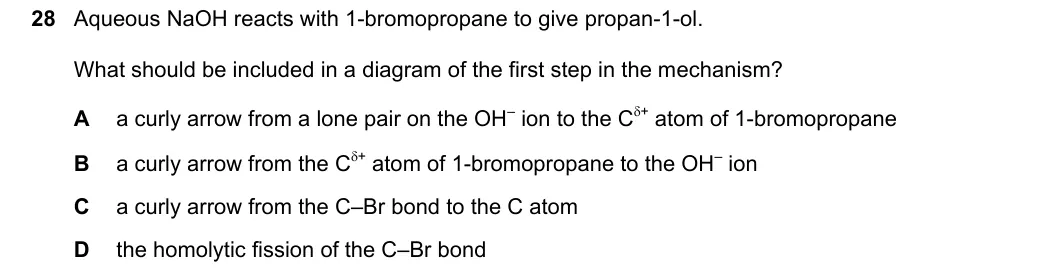 28 Aqueous NaOH reacts with 1-bromopropane to give propan-1-ol.
What should be included in a diagram of the first step in the mechanism?
A a curly arrow from a lone pair on the OH⁻ ion to the Cᵟ⁺ atom of 1-bromopropane
B a curly arrow from the Cᵟ⁺ atom of 1-bromopropane to the OH⁻ ion
C a curly arrow from the C–Br bond to the C atom
D the homolytic fission of the C–Br bond